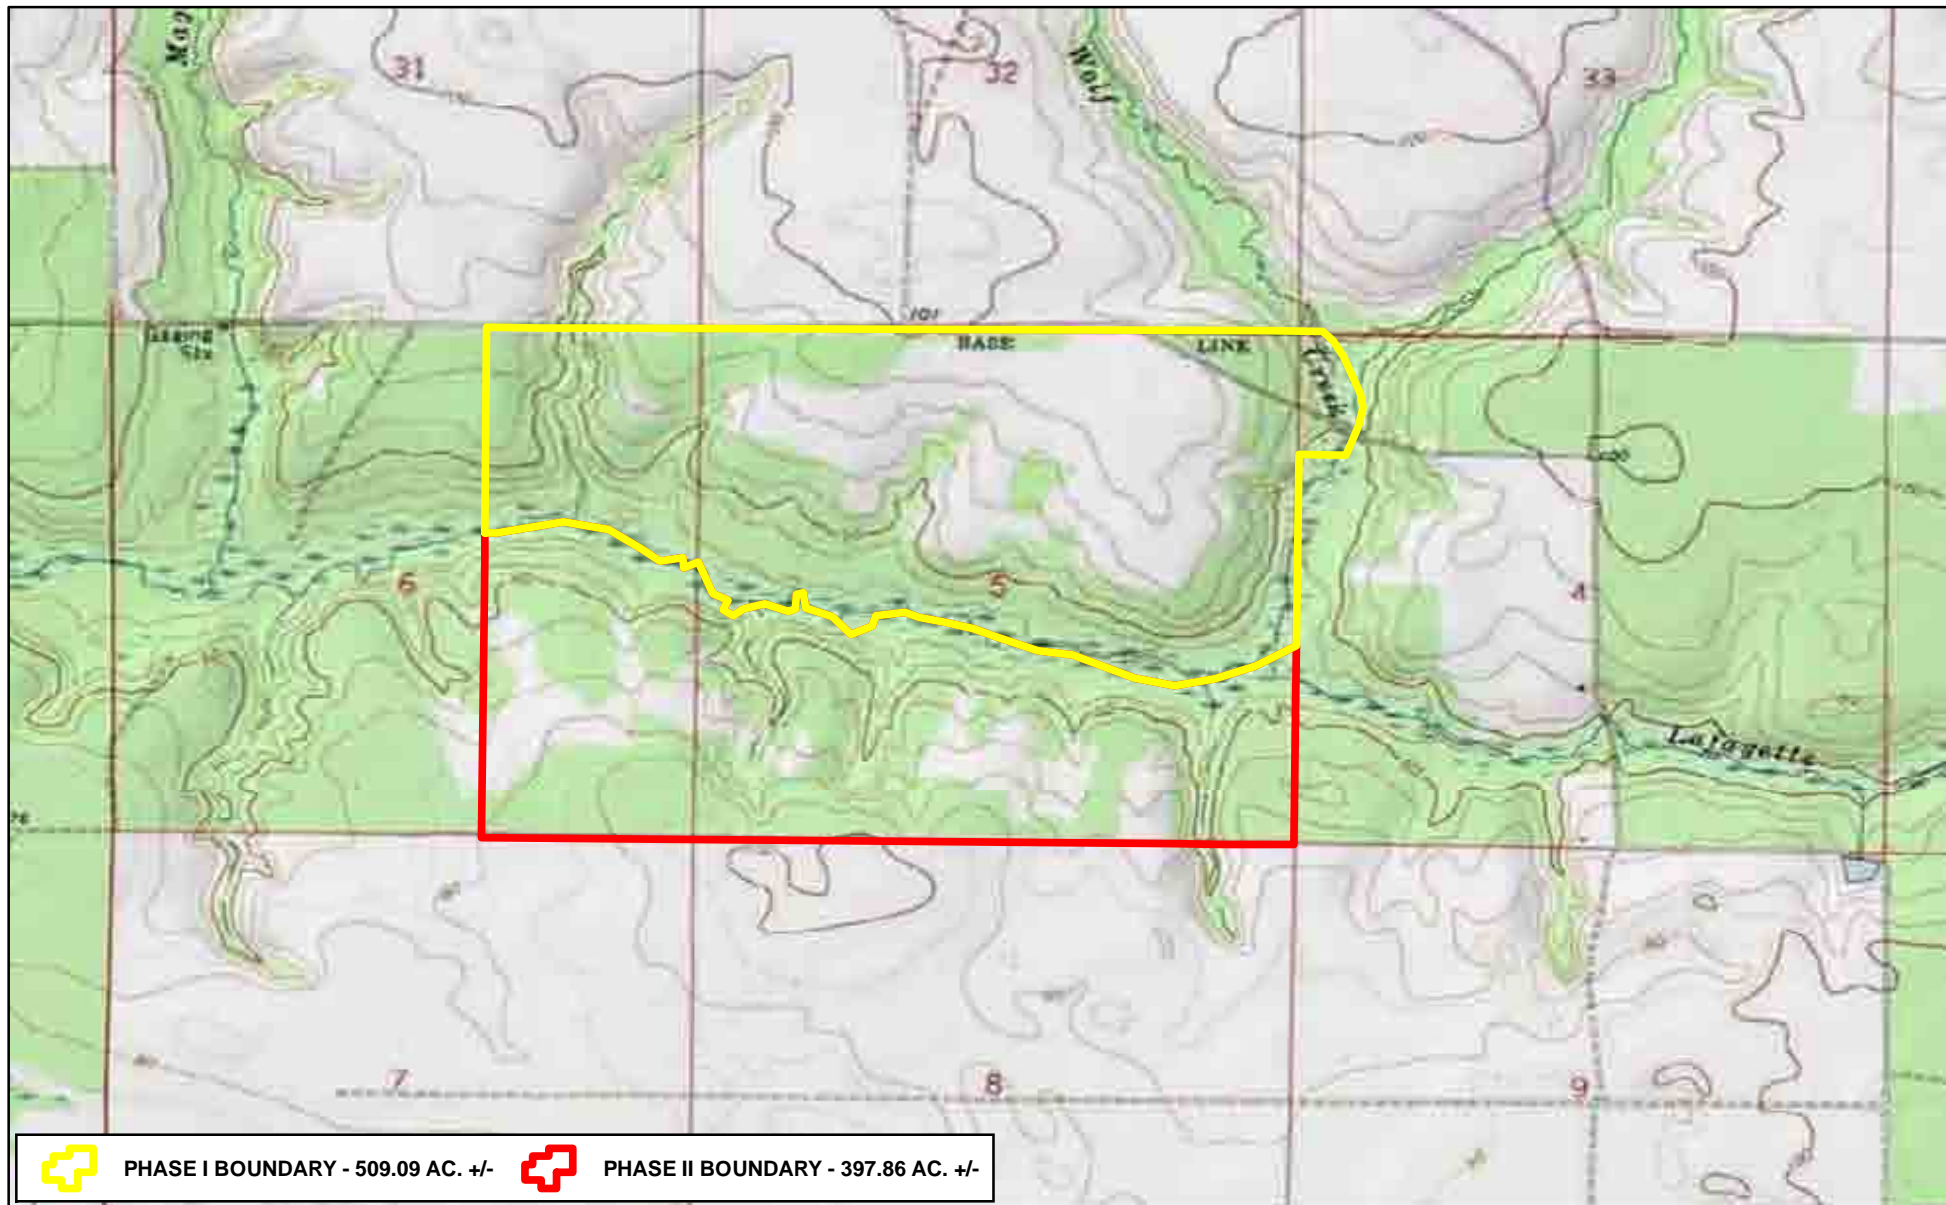 31
32
Wolf
33
101
BASE LINE
Creek
6
5
4
Lafayette
7
8
9
PHASE I BOUNDARY - 509.09 AC. +/-
PHASE II BOUNDARY - 397.86 AC. +/-